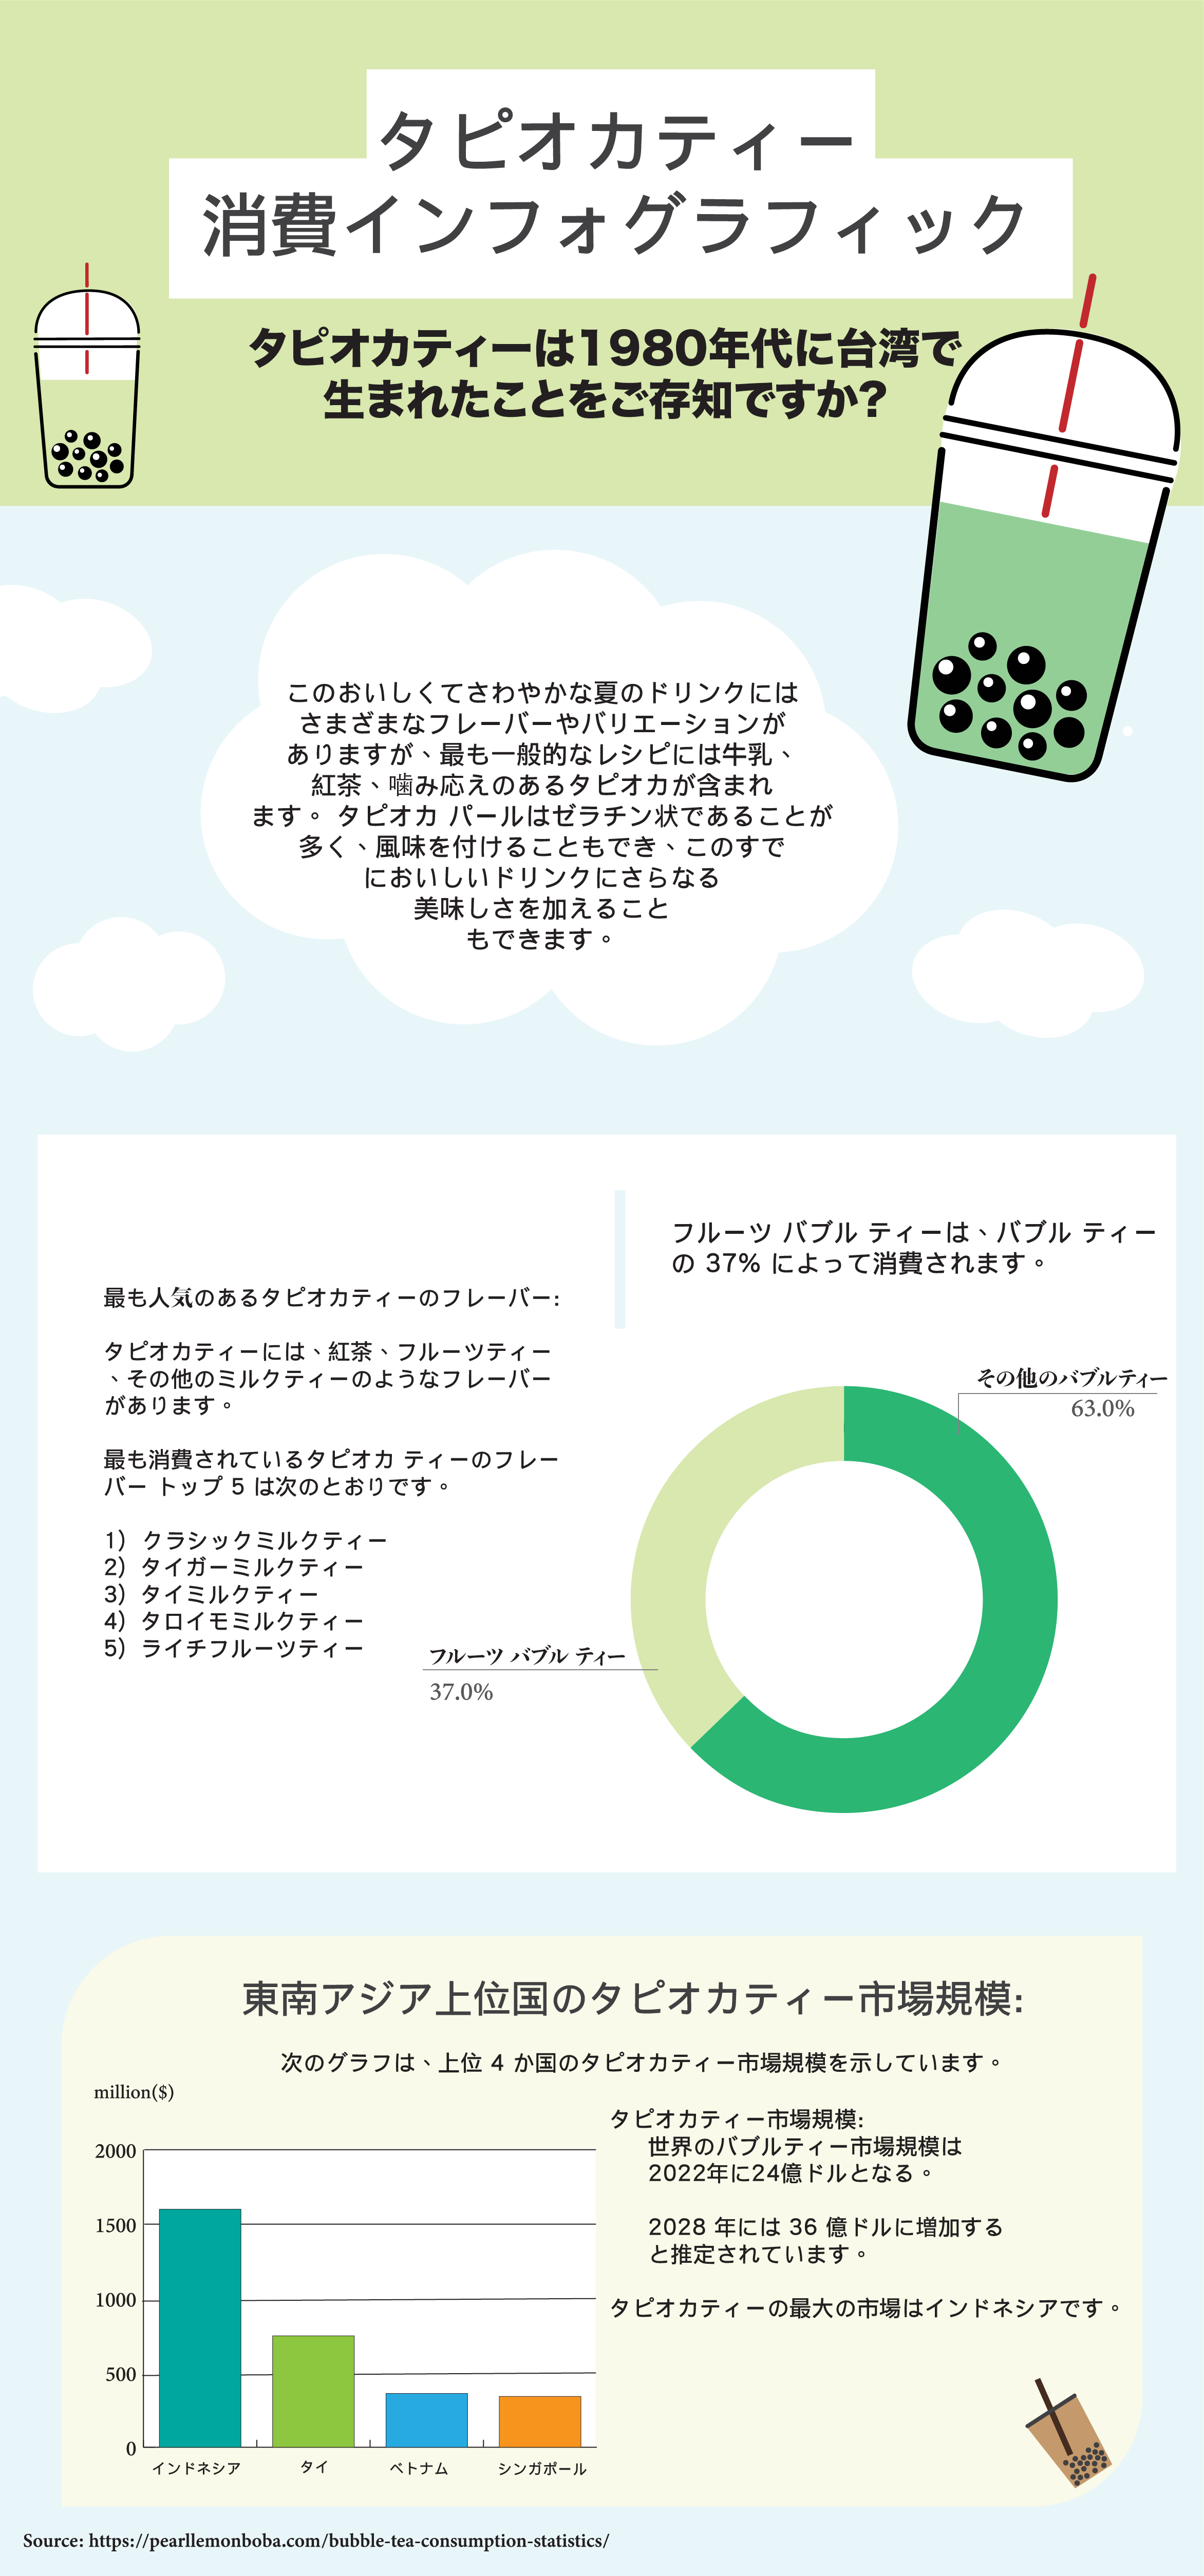 タピオカティー
消費インフォグラフィック
タピオカティーは1980年代に台湾で
生まれたことをご存知ですか?
このおいしくてさわやかな夏のドリンクには
さまざまなフレーバーやバリエーションが
ありますが、最も一般的なレシピには牛乳、
紅茶、噛み応えのあるタピオカが含まれ
ます。 タピオカ パールはゼラチン状であることが
多く、風味を付けることもでき、このすで
においしいドリンクにさらなる
美味しさを加えること
もできます。
最も人気のあるタピオカティーのフレーバー:
タピオカティーには、紅茶、フルーツティー
、その他のミルクティーのようなフレーバー
があります。
最も消費されているタピオカ ティーのフレー
バー トップ 5 は次のとおりです。
1) クラシックミルクティー
2) タイガーミルクティー
3) タイミルクティー
4) タロイモミルクティー
5) ライチフルーツティー
フルーツ バブル ティーは、バブル ティー
の 37% によって消費されます。
その他のバブルティー
63.0%
フルーツ バブル ティー
37.0%
東南アジア上位国のタピオカティー市場規模:
次のグラフは、上位 4 か国のタピオカティー市場規模を示しています。
million($)
2000
1500
1000
500
0
インドネシア
タイ
ベトナム
シンガポール
タピオカティー市場規模:
世界のバブルティー市場規模は
2022年に24億ドルとなる。
2028 年には 36 億ドルに増加する
と推定されています。
タピオカティーの最大の市場はインドネシアです。
Source: https://pearllemonboba.com/bubble-tea-consumption-statistics/